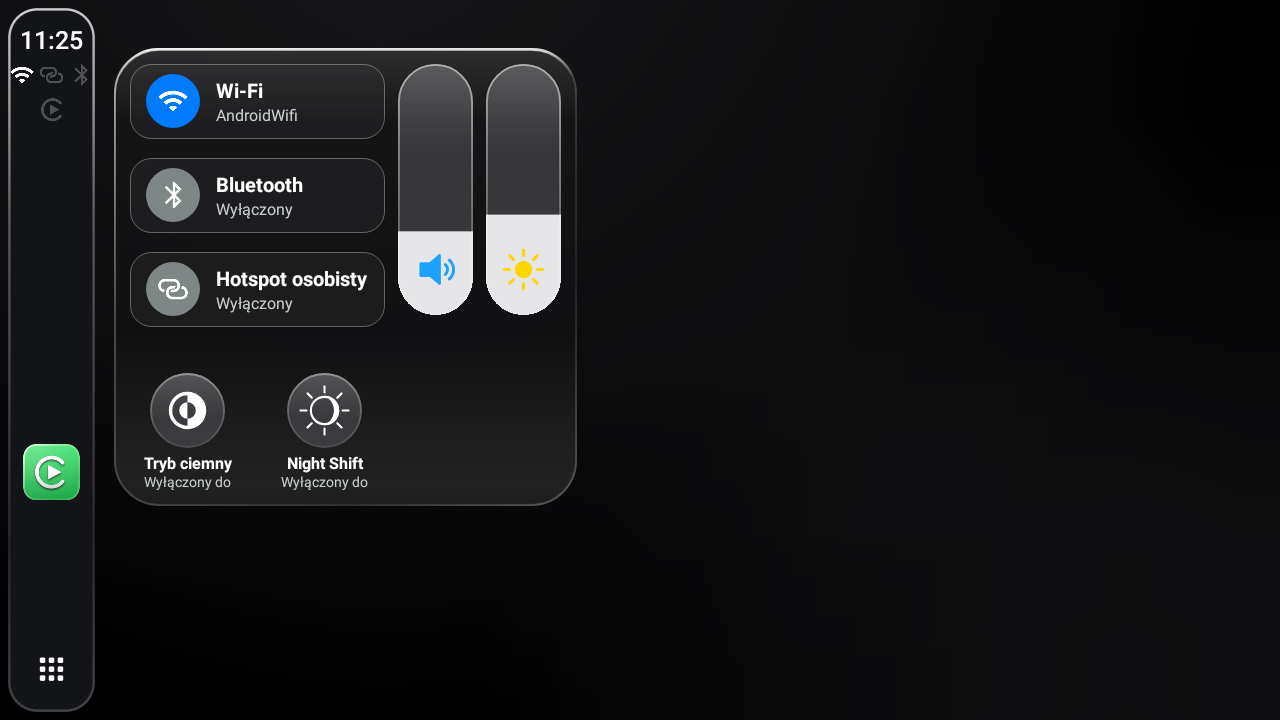 11:25
Wi-Fi
AndroidWifi
Bluetooth
Wyłączony
Hotspot osobisty
Wyłączony
Tryb ciemny
Wyłączony do
Night Shift
Wyłączony do